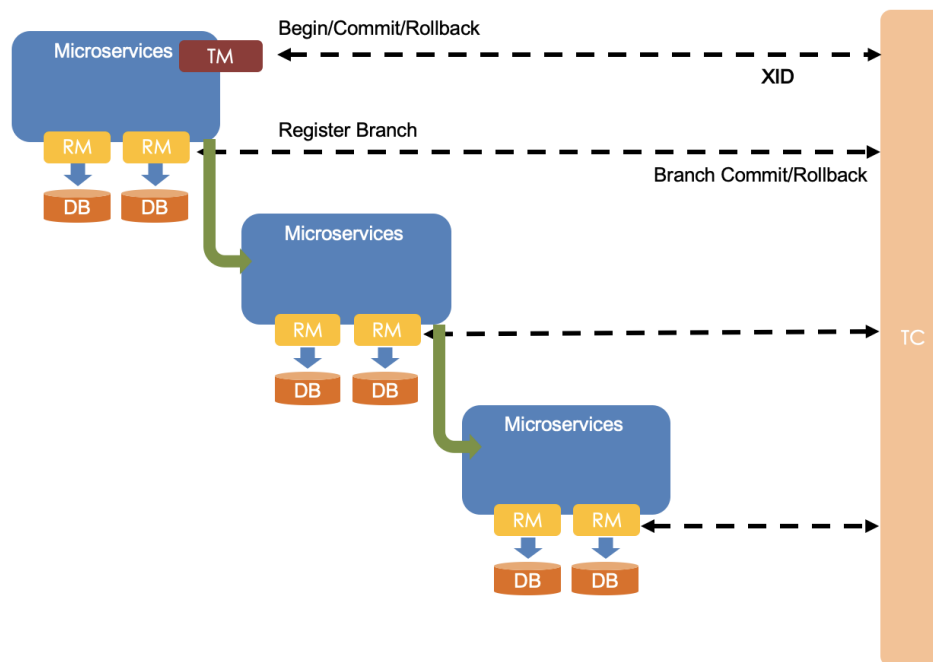 Begin/Commit/Rollback
Microservices
TM
XID
Register Branch
RM
RM
Branch Commit/Rollback
DB
DB
Microservices
RM
RM
TC
DB
DB
Microservices
RM
RM
DB
DB